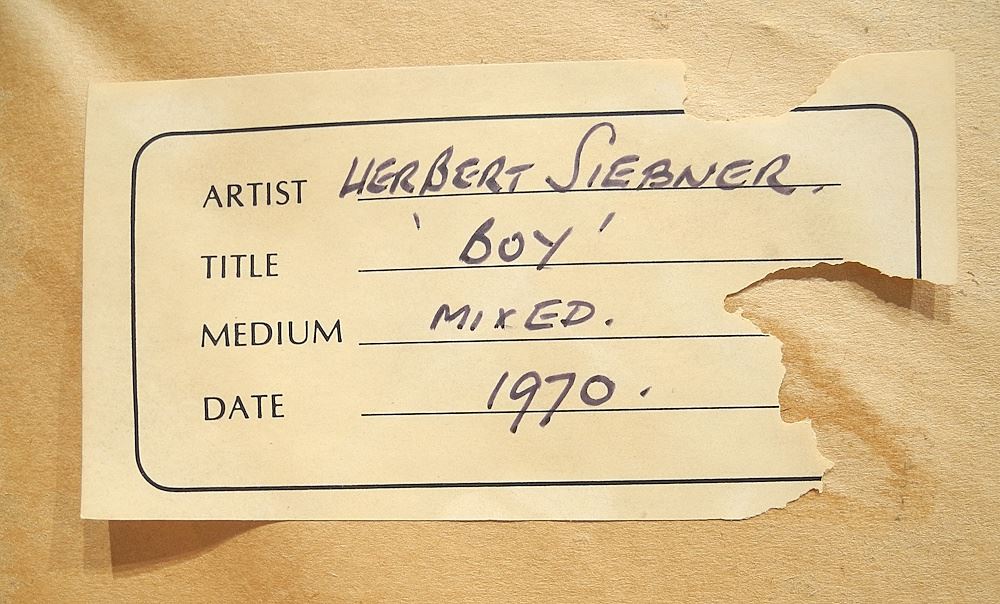 ARTIST HERBERT SIEBNER.
TITLE 'BOY'
MEDIUM MIXED.
DATE 1970.